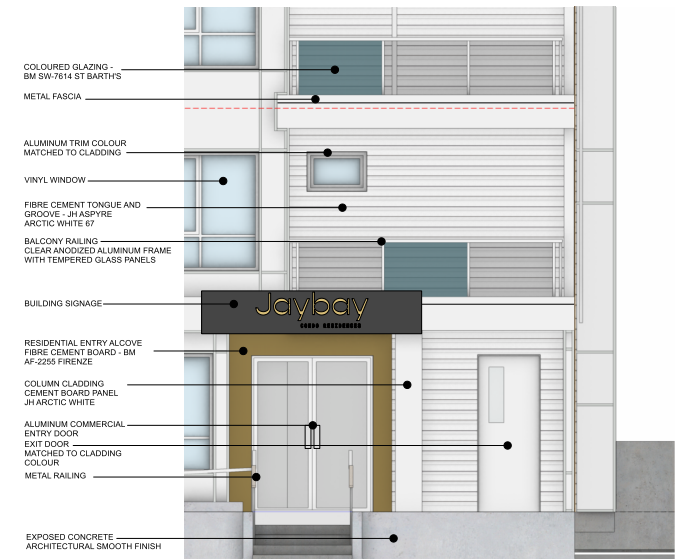 COLOURED GLAZING -
BM SW-7614 ST BARTH'S
METAL FASCIA
ALUMINUM TRIM COLOUR
MATCHED TO CLADDING
VINYL WINDOW
FIBRE CEMENT TONGUE AND
GROOVE - JH ASPYRE
ARCTIC WHITE 67
BALCONY RAILING
CLEAR ANODIZED ALUMINUM FRAME
WITH TEMPERED GLASS PANELS
BUILDING SIGNAGE
Jaybay
RESIDENTIAL ENTRY ALCOVE
FIBRE CEMENT BOARD - BM
AF-2255 FIRENZE
COLUMN CLADDING
CEMENT BOARD PANEL
JH ARCTIC WHITE
ALUMINUM COMMERCIAL
ENTRY DOOR
EXIT DOOR
MATCHED TO CLADDING
COLOUR
METAL RAILING
EXPOSED CONCRETE
ARCHITECTURAL SMOOTH FINISH